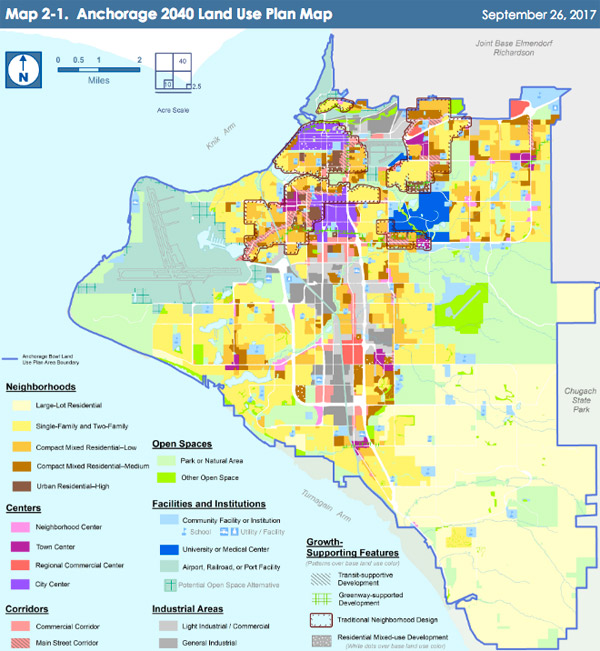 Map 2-1. Anchorage 2040 Land Use Plan Map
September 26, 2017
Joint Base Elmendorf
Richardson
N
0 0.5 1 2
Miles
40
10
2.5
Acre Scale
Knik Arm
Anchorage Bowl Land
Use Plan Area Boundary
Chugach
State
Park
Turnagain Arm
Neighborhoods
Large-Lot Residential
Single-Family and Two-Family
Compact Mixed Residential–Low
Compact Mixed Residential–Medium
Urban Residential–High
Centers
Neighborhood Center
Town Center
Regional Commercial Center
City Center
Corridors
Commercial Corridor
Main Street Corridor
Open Spaces
Park or Natural Area
Other Open Space
Facilities and Institutions
Community Facility or Institution
School
Utility / Facility
University or Medical Center
Airport, Railroad, or Port Facility
Potential Open Space Alternative
Industrial Areas
Light Industrial / Commercial
General Industrial
Growth-
Supporting Features
(Patterns over base land use color)
Transit-supportive
Development
Greenway-supported
Development
Traditional Neighborhood Design
Residential Mixed-use Development
(White dots over base land use color)